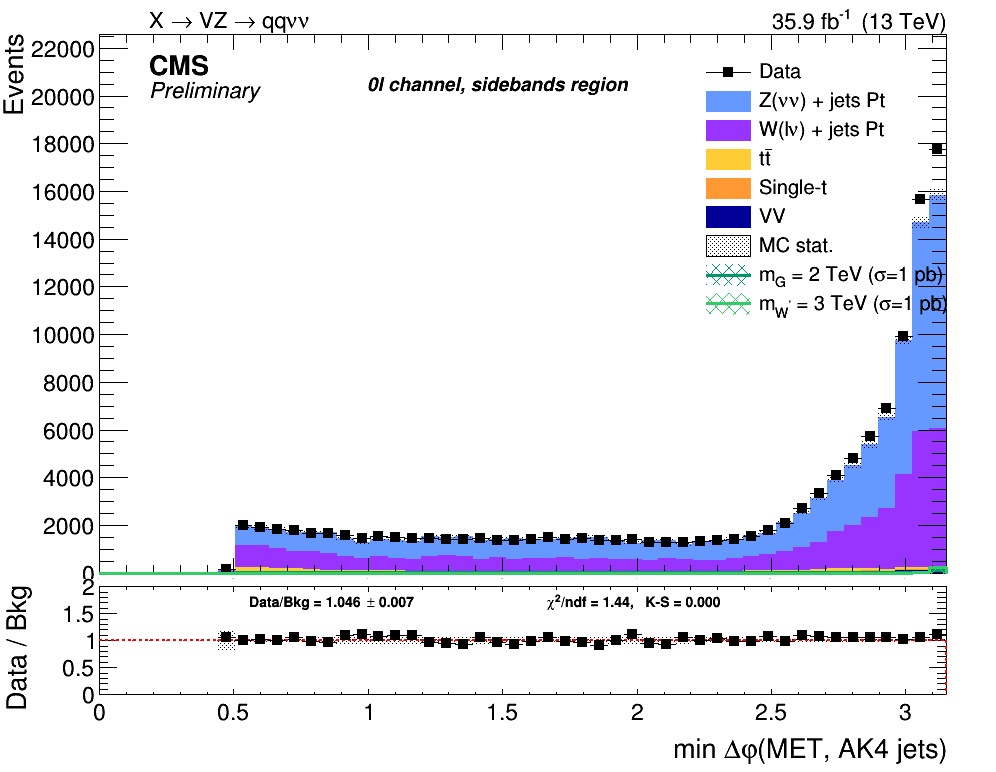 X → VZ → qqνν
35.9 fb⁻¹ (13 TeV)
CMS
Preliminary
0l channel, sidebands region
Data
Z(νν) + jets Pt
W(lν) + jets Pt
tt̄
Single-t
VV
MC stat.
m_G = 2 TeV (σ=1 pb)
m_W' = 3 TeV (σ=1 pb)
Events
22000
20000
18000
16000
14000
12000
10000
8000
6000
4000
2000
0
Data / Bkg
2
1.5
1
0.5
0
Data/Bkg = 1.046 ± 0.007
χ²/ndf = 1.44, K-S = 0.000
0 0.5 1 1.5 2 2.5 3
min Δφ(MET, AK4 jets)